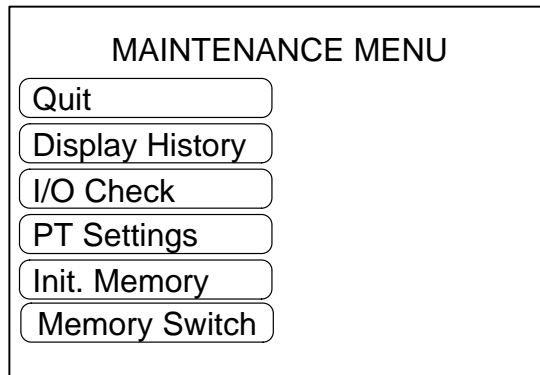 MAINTENANCE MENU
Quit
Display History
I/O Check
PT Settings
Init. Memory
Memory Switch